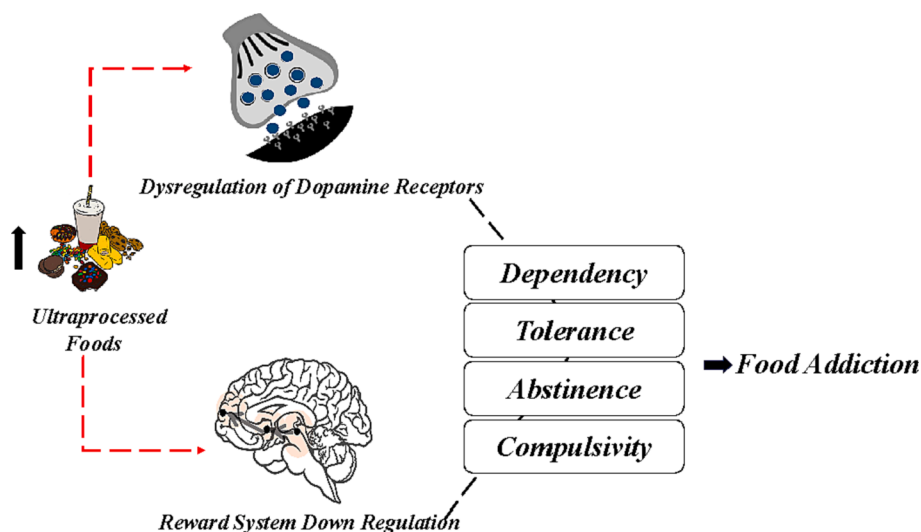 Dysregulation of Dopamine Receptors
Ultraprocessed
Foods
Dependency
Tolerance
Abstinence
Compulsivity
Food Addiction
Reward System Down Regulation